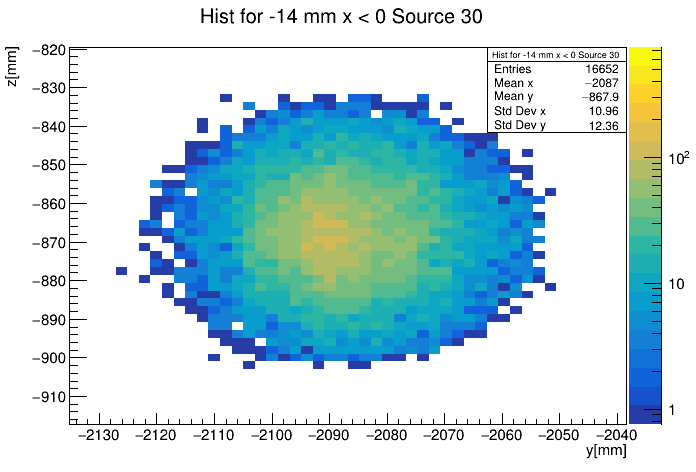 Hist for -14 mm x < 0 Source 30
z[mm]
Hist for -14 mm x < 0 Source 30
Entries 16652
Mean x −2087
Mean y −867.9
Std Dev x 10.96
Std Dev y 12.36
−820
−830
−840
−850
−860
−870
−880
−890
−900
−910
10²
10
1
−2130 −2120 −2110 −2100 −2090 −2080 −2070 −2060 −2050 −2040
y[mm]